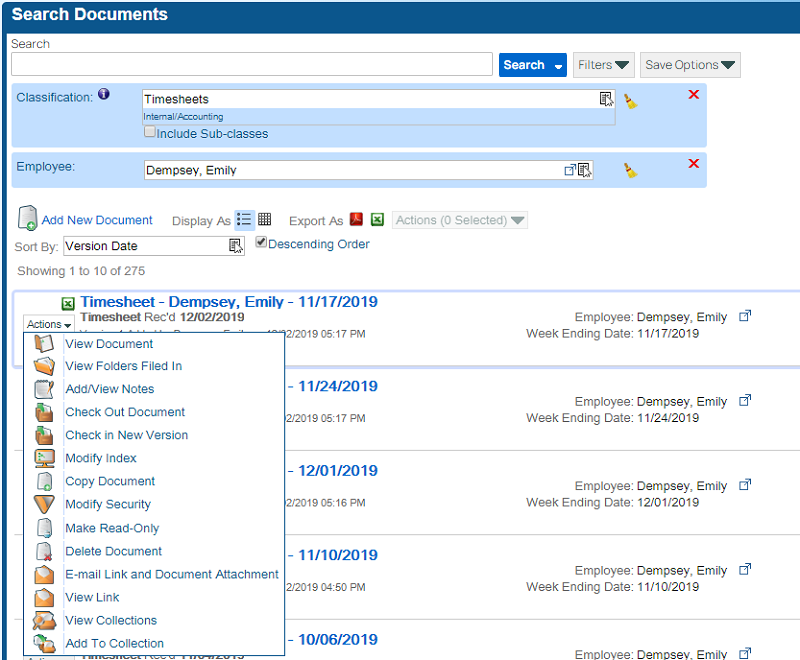 Search Documents
Search
Search Filters Save Options
Classification: Timesheets
Internal/Accounting
Include Sub-classes
Employee: Dempsey, Emily
Add New Document Display As Export As Actions (0 Selected)
Sort By: Version Date Descending Order
Showing 1 to 10 of 275
Timesheet - Dempsey, Emily - 11/17/2019
Timesheet Rec'd 12/02/2019 Employee: Dempsey, Emily
Actions
2/2019 05:17 PM Week Ending Date: 11/17/2019
View Document
View Folders Filed In
Add/View Notes - 11/24/2019
Employee: Dempsey, Emily
Check Out Document 02/2019 05:17 PM Week Ending Date: 11/24/2019
Check in New Version
Modify Index
- 12/01/2019
Copy Document Employee: Dempsey, Emily
Modify Security 02/2019 05:16 PM Week Ending Date: 12/01/2019
Make Read-Only
Delete Document - 11/10/2019
E-mail Link and Document Attachment Employee: Dempsey, Emily
2/2019 04:50 PM Week Ending Date: 11/10/2019
View Link
View Collections
Add To Collection - 10/06/2019
Timesheet Rec'd 11/04/2019 Employee: Dempsey, Emily